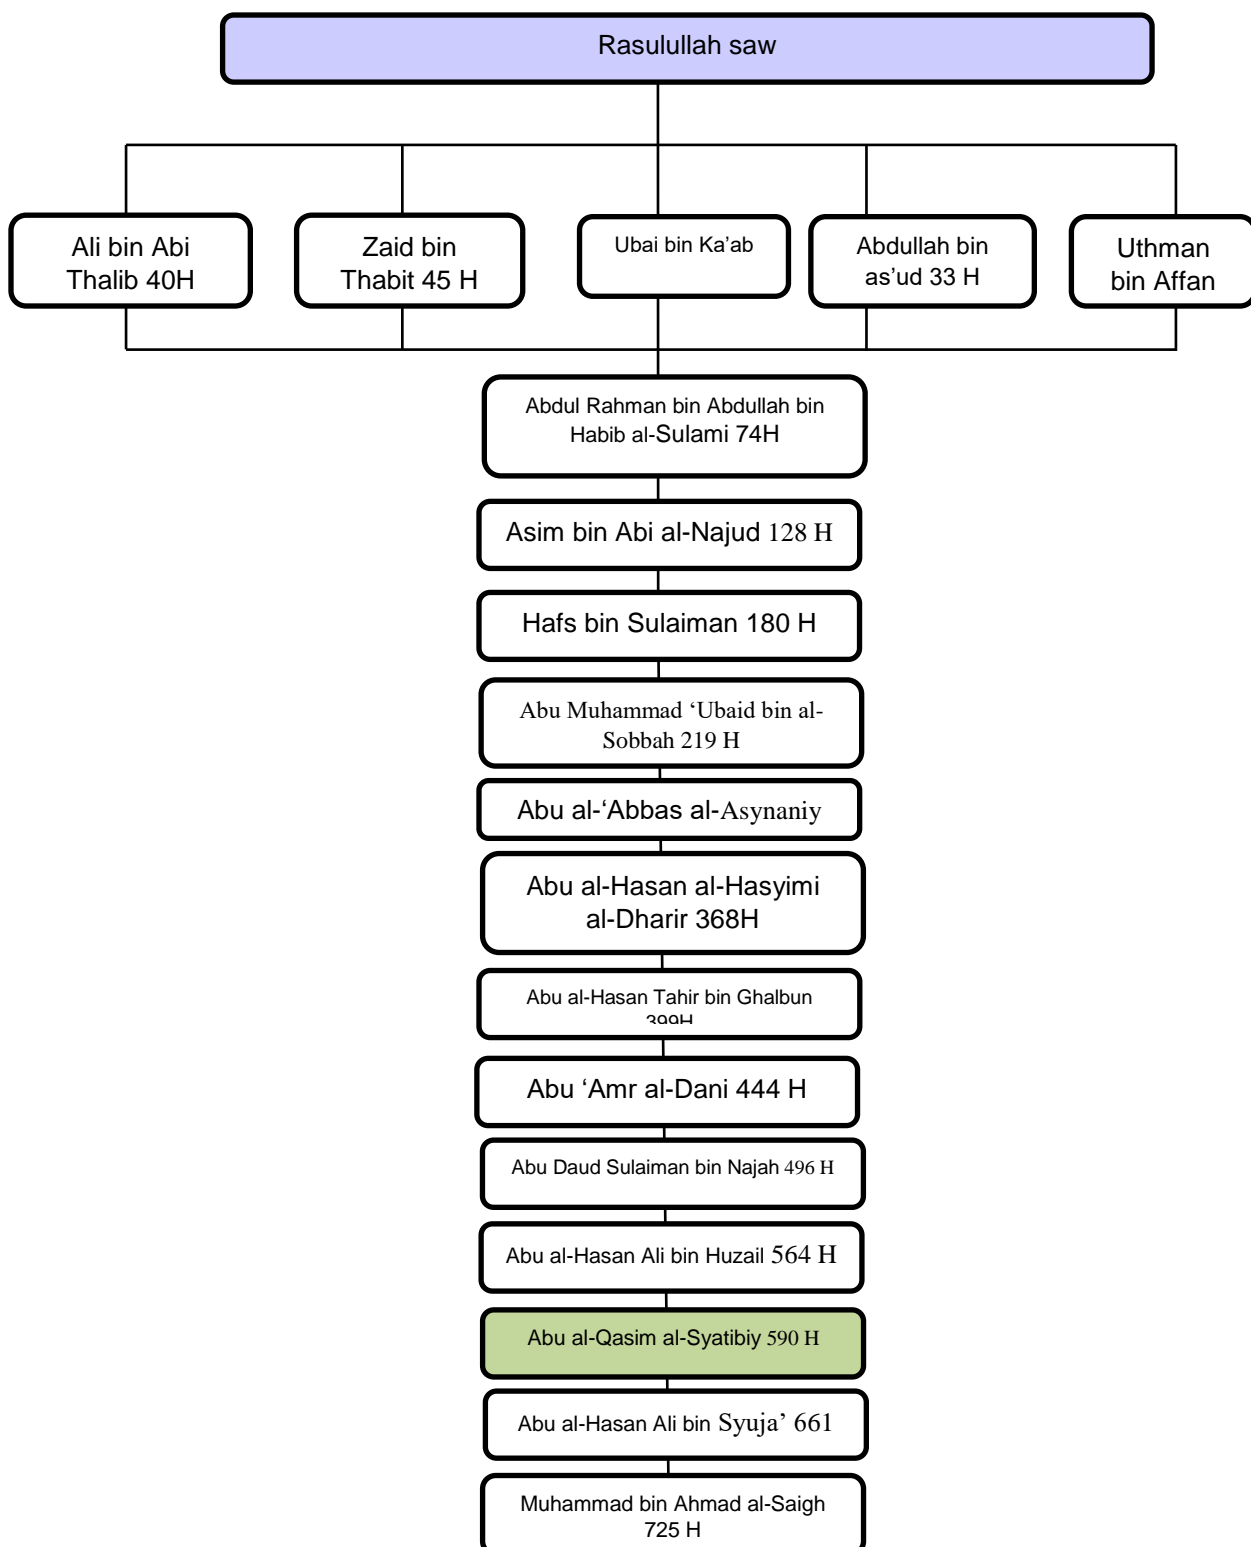 Rasulullah saw
Ali bin Abi
Thalib 40H
Zaid bin
Thabit 45 H
Ubai bin Ka’ab
Abdullah bin
as’ud 33 H
Uthman
bin Affan
Abdul Rahman bin Abdullah bin
Habib al-Sulami 74H
Asim bin Abi al-Najud 128 H
Hafs bin Sulaiman 180 H
Abu Muhammad ‘Ubaid bin al-
Sobbah 219 H
Abu al-‘Abbas al-Asynaniy
Abu al-Hasan al-Hasyimi
al-Dharir 368H
Abu al-Hasan Tahir bin Ghalbun
399H
Abu ‘Amr al-Dani 444 H
Abu Daud Sulaiman bin Najah 496 H
Abu al-Hasan Ali bin Huzail 564 H
Abu al-Qasim al-Syatibiy 590 H
Abu al-Hasan Ali bin Syuja’ 661
Muhammad bin Ahmad al-Saigh
725 H